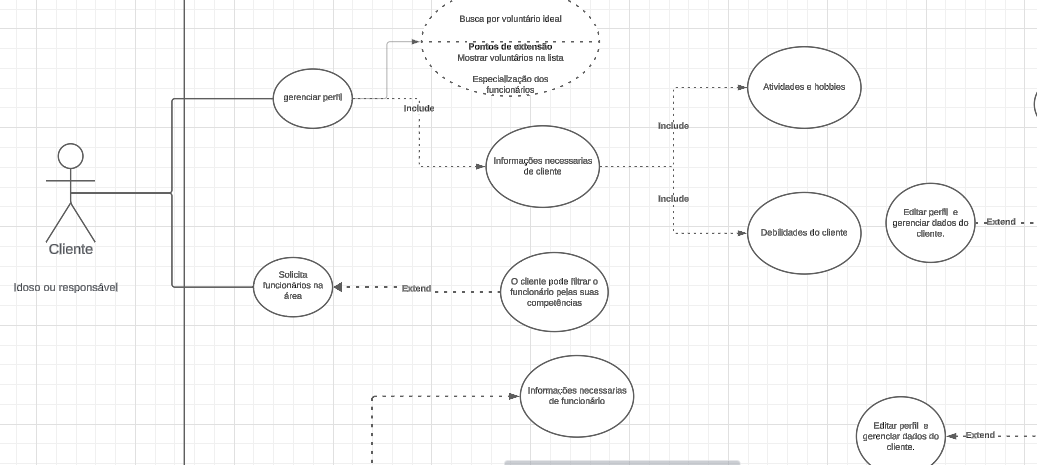 Busca por voluntário ideal
Pontos de extensão
Mostrar voluntários na lista
Especialização dos
funcionários
gerenciar perfil
Include
Atividades e hobbies
Include
Informações necessarias
de cliente
Include
Debilidades do cliente
Editar perfil e
gerenciar dados do
cliente.
Extend
Cliente
Idoso ou responsável
Solicita
funcionários na
área
Extend
O cliente pode filtrar o
funcionário pelas suas
competências
Informações necessarias
de funcionário
Editar perfil e
gerenciar dados do
cliente.
Extend